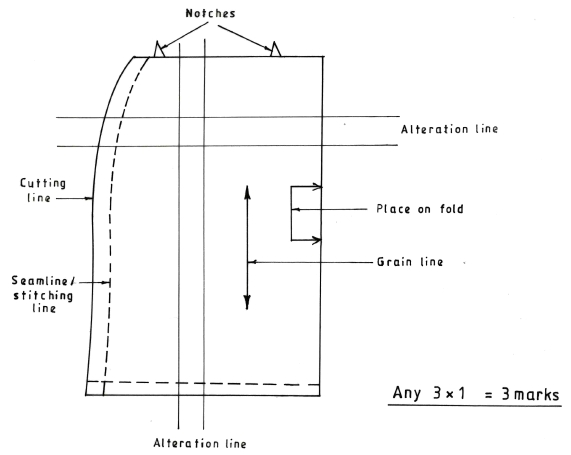 Notches
Alteration line
Cutting
line
Place on fold
Grain line
Seamline/
stitching
line
Any 3 x 1 = 3 marks
Alteration line